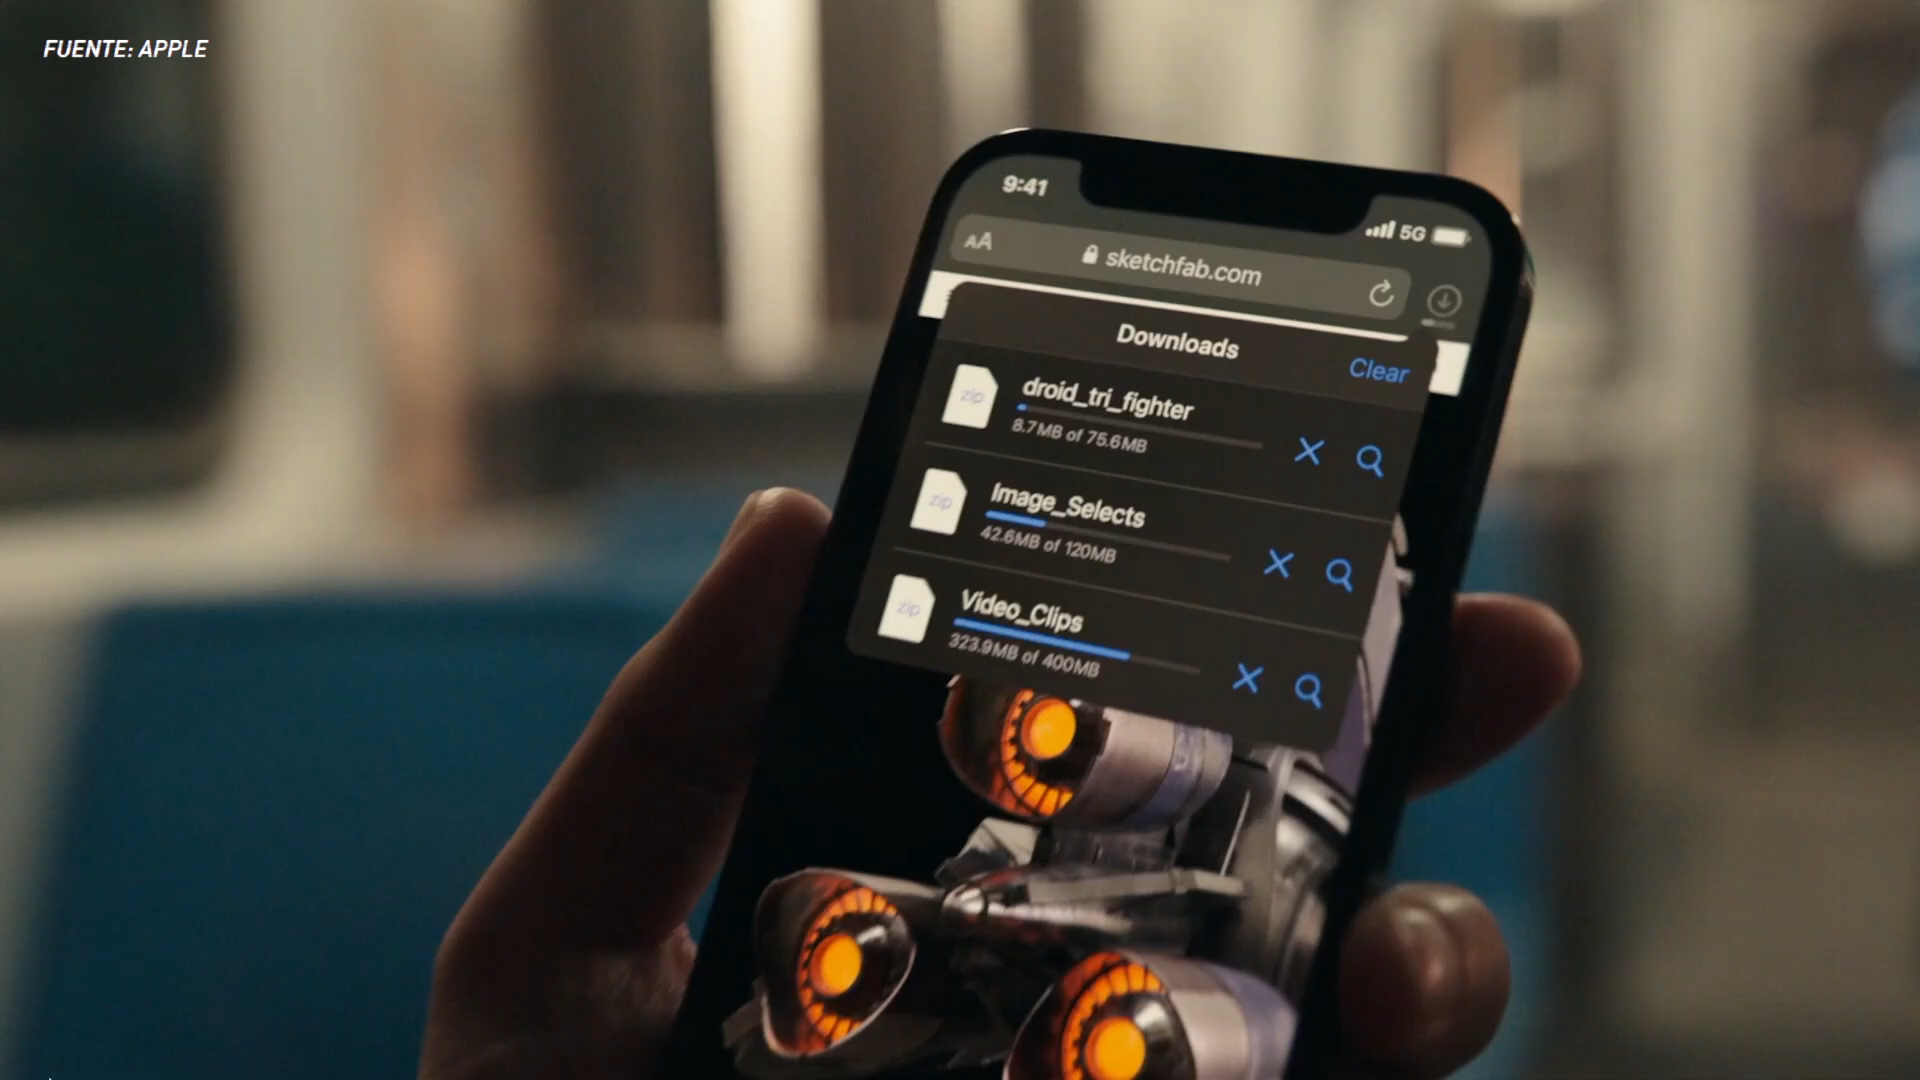 FUENTE: APPLE
9:41
5G
AA
sketchfab.com
Downloads
Clear
zip
droid_tri_fighter
8.7MB of 75.6MB
zip
Image_Selects
42.6MB of 120MB
zip
Video_Clips
323.9MB of 400MB